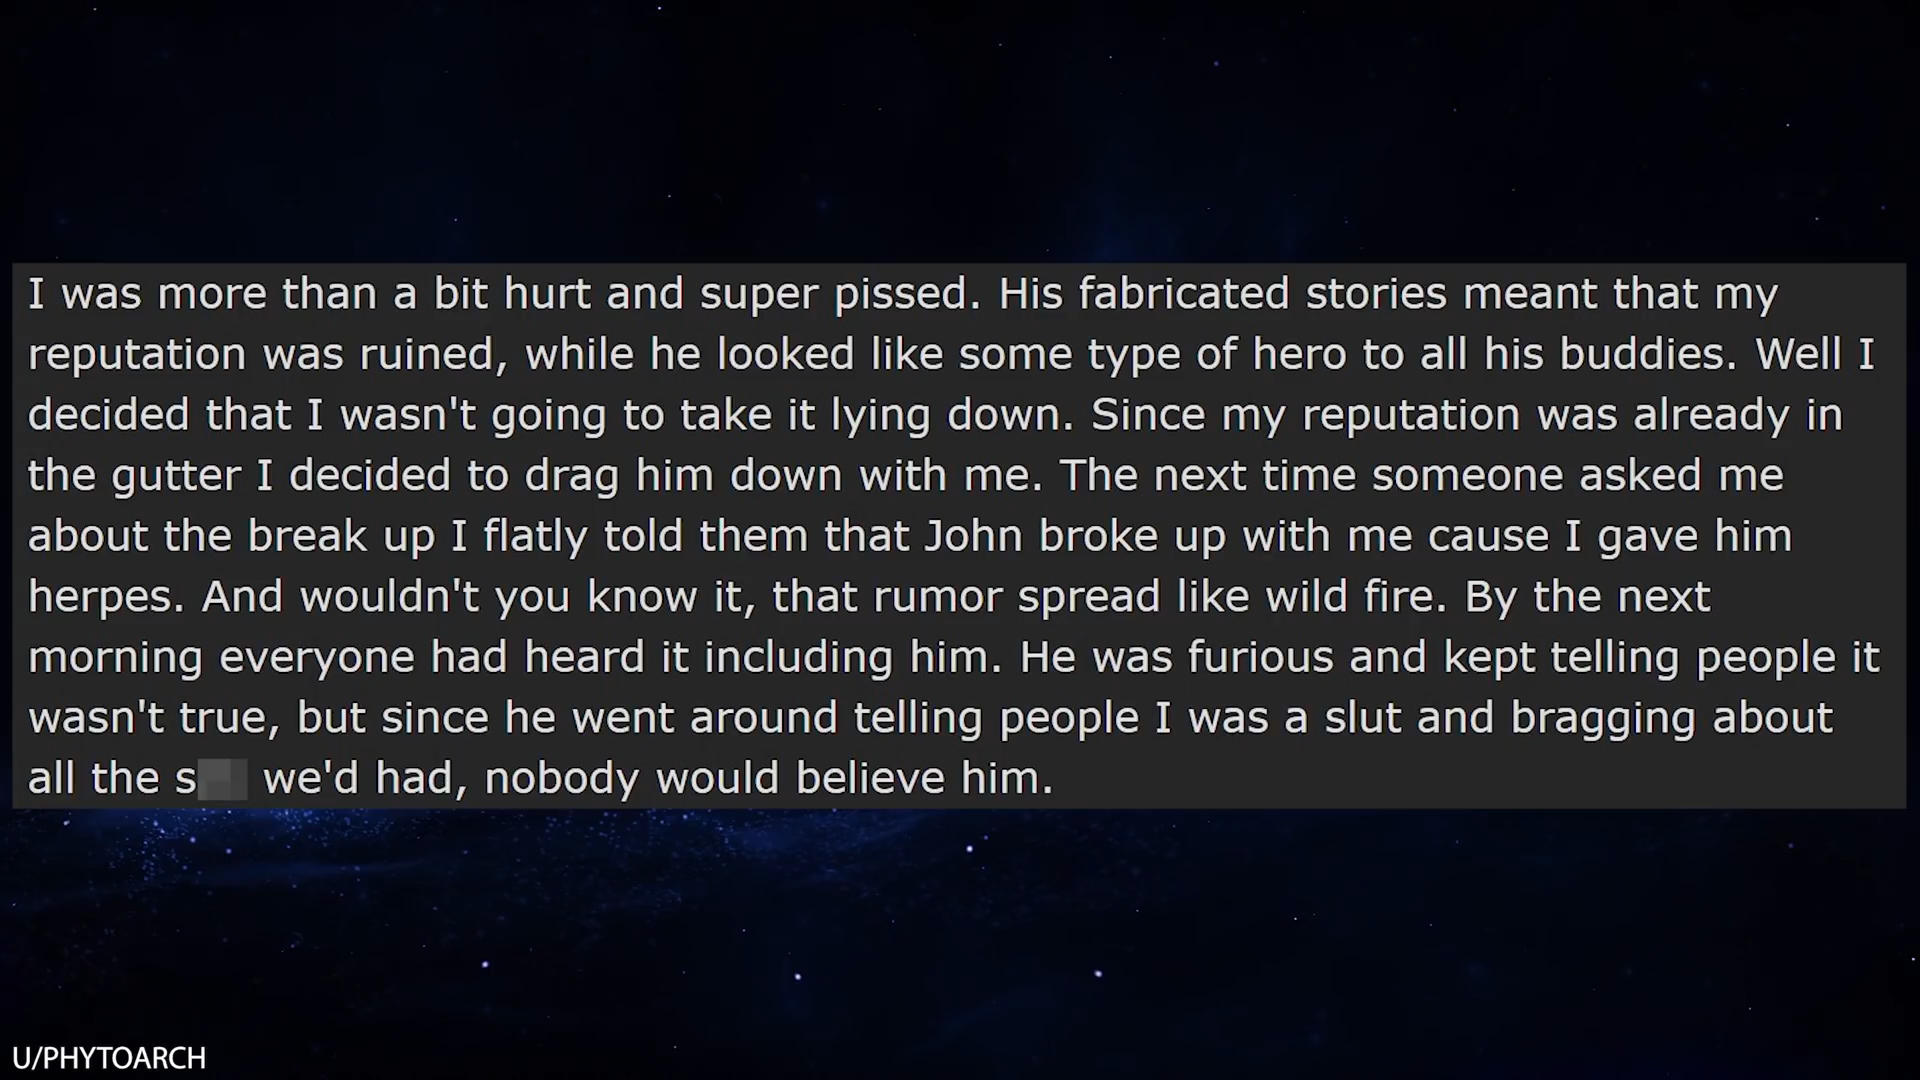 I was more than a bit hurt and super pissed. His fabricated stories meant that my
reputation was ruined, while he looked like some type of hero to all his buddies. Well I
decided that I wasn't going to take it lying down. Since my reputation was already in
the gutter I decided to drag him down with me. The next time someone asked me
about the break up I flatly told them that John broke up with me cause I gave him
herpes. And wouldn't you know it, that rumor spread like wild fire. By the next
morning everyone had heard it including him. He was furious and kept telling people it
wasn't true, but since he went around telling people I was a slut and bragging about
all the s we'd had, nobody would believe him.
U/PHYTOARCH